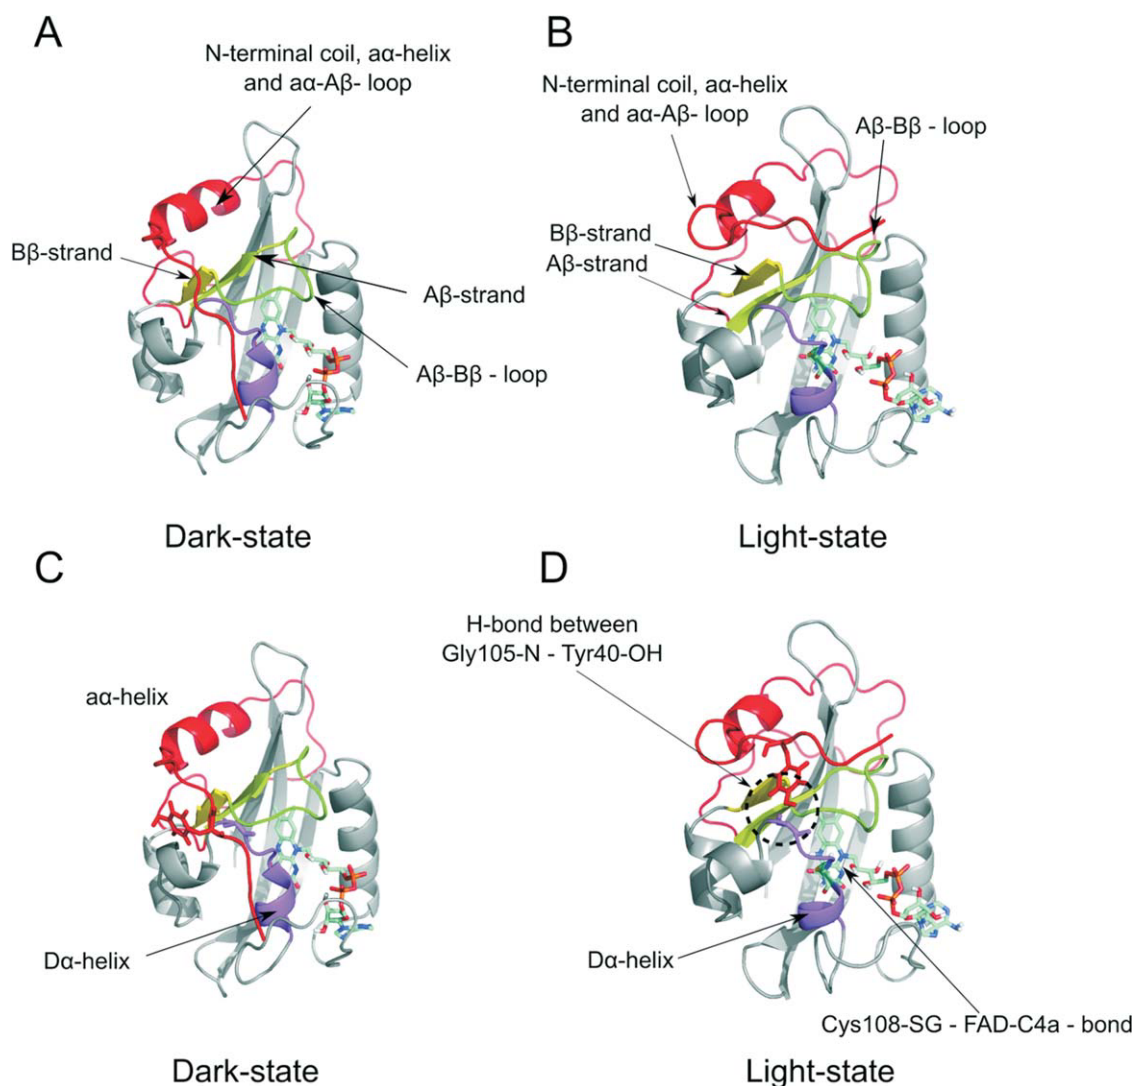 A
N-terminal coil, aα-helix
and aα-Aβ- loop
Bβ-strand
Aβ-strand
Aβ-Bβ - loop
Dark-state
B
N-terminal coil, aα-helix
and aα-Aβ- loop
Aβ-Bβ - loop
Bβ-strand
Aβ-strand
Light-state
C
aα-helix
Dα-helix
Dark-state
D
H-bond between
Gly105-N - Tyr40-OH
Dα-helix
Cys108-SG - FAD-C4a - bond
Light-state